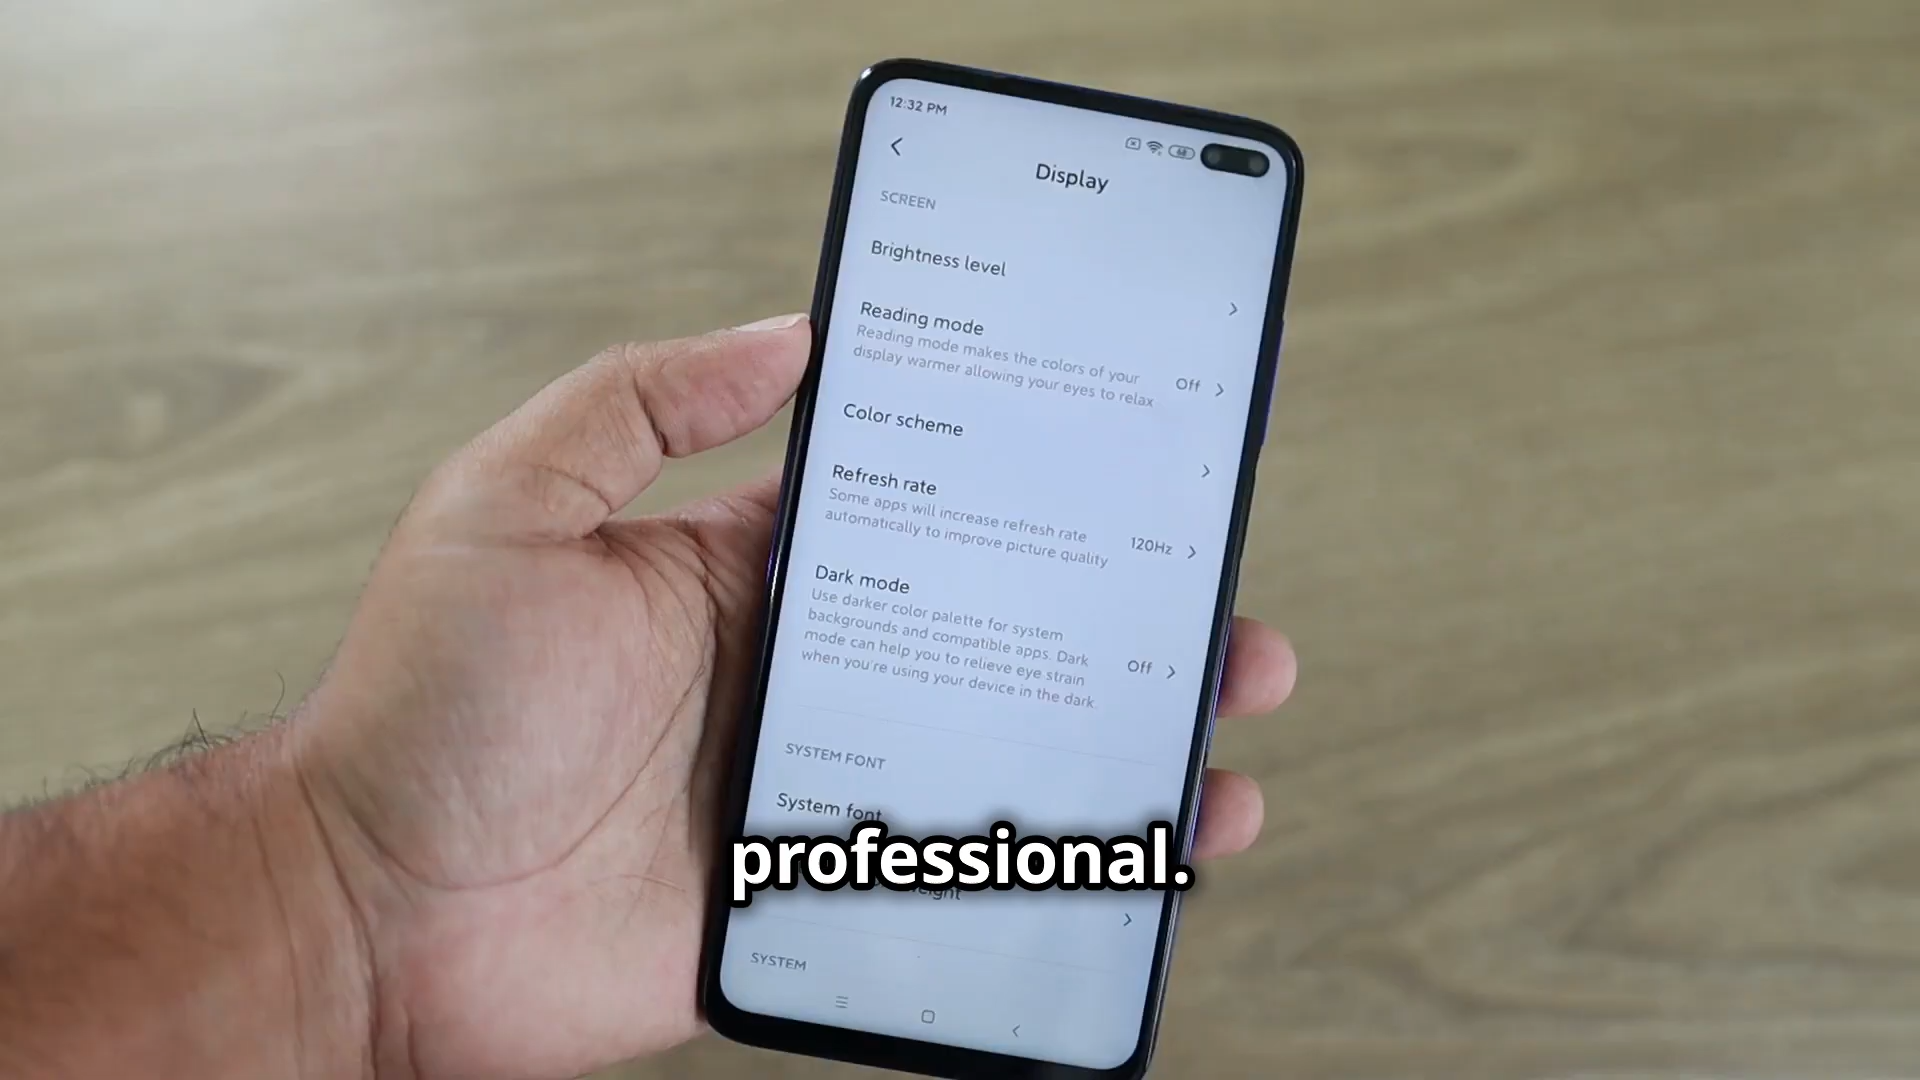 12:32 PM
68
Display
SCREEN
Brightness level
Reading mode
Reading mode makes the colors of your
display warmer allowing your eyes to relax
Off
Color scheme
Refresh rate
Some apps will increase refresh rate
automatically to improve picture quality
120Hz
Dark mode
Use darker color palette for system
backgrounds and compatible apps. Dark
mode can help you to relieve eye strain
when you're using your device in the dark.
Off
SYSTEM FONT
System font
professional.
SYSTEM